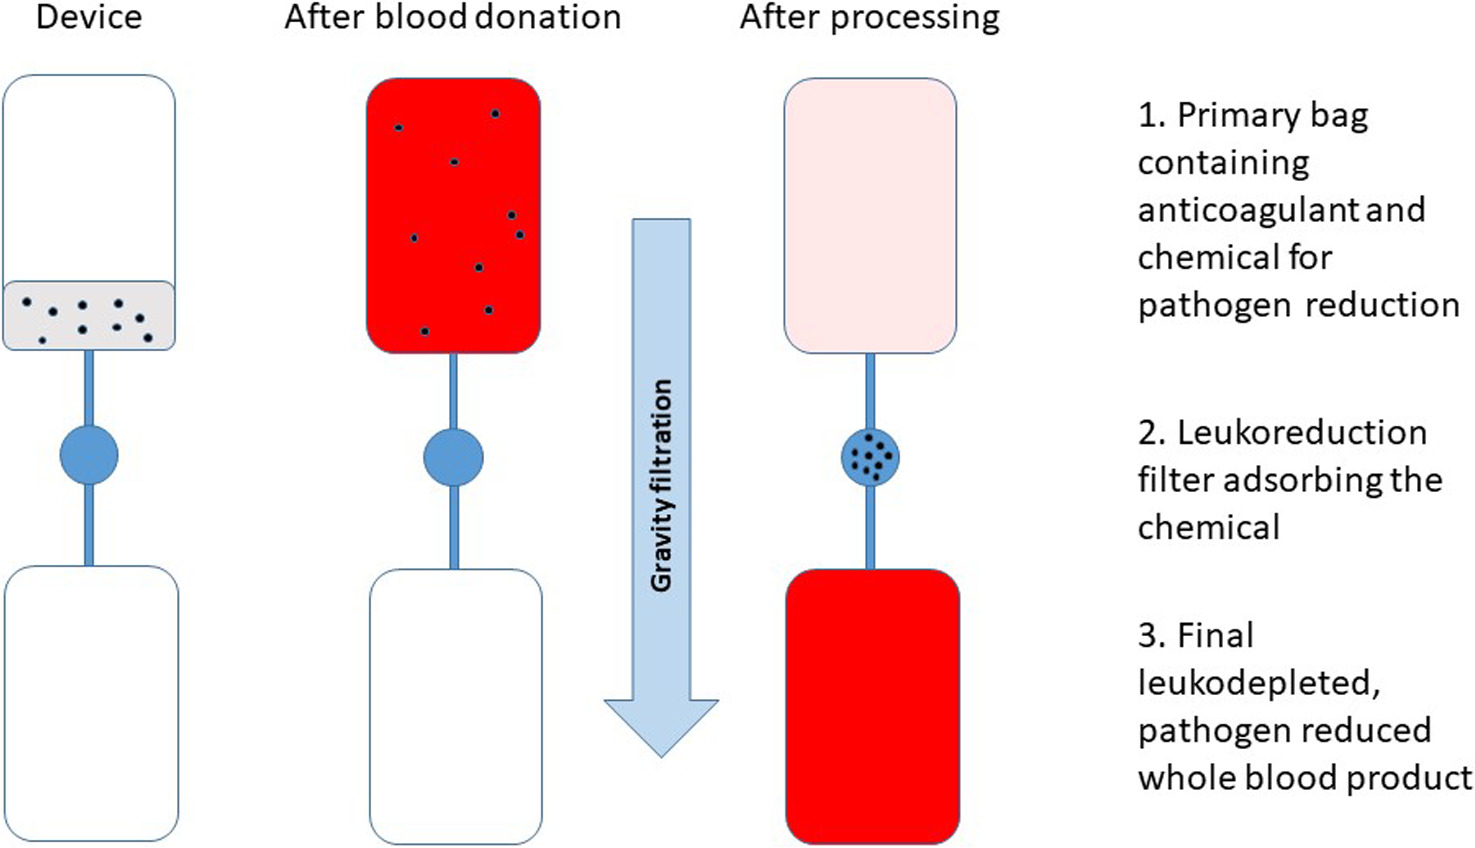 Device
After blood donation
After processing
1. Primary bag
containing
anticoagulant and
chemical for
pathogen reduction
Gravity filtration
2. Leukoreduction
filter adsorbing the
chemical
3. Final
leukodepleted,
pathogen reduced
whole blood product